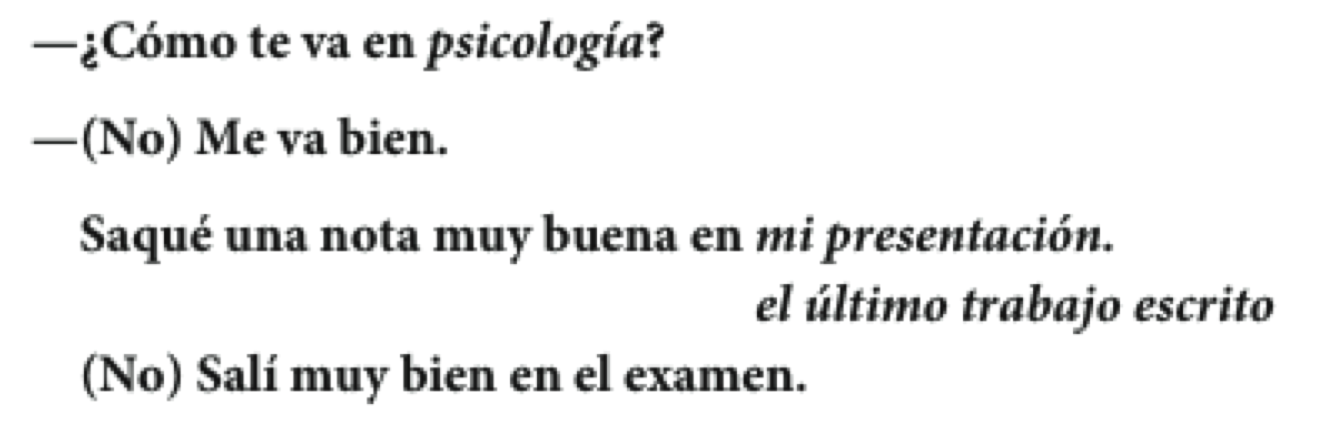 —¿Cómo te va en psicología?
—(No) Me va bien.
Saqué una nota muy buena en mi presentación.
el último trabajo escrito
(No) Salí muy bien en el examen.